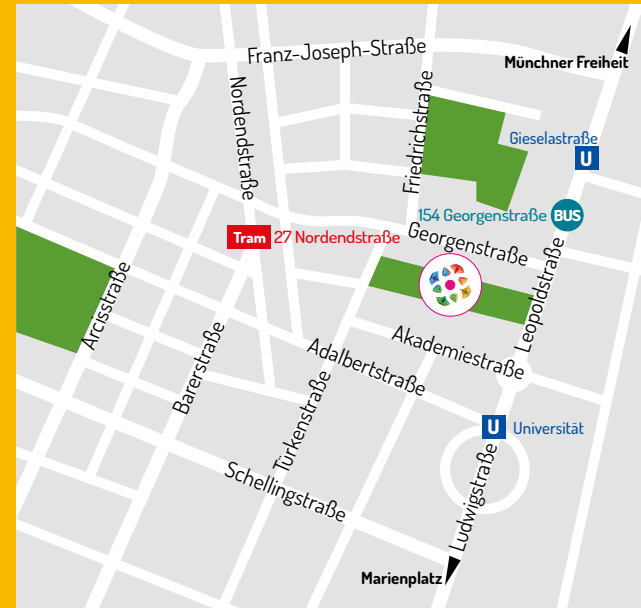 Franz-Joseph-Straße
Münchner Freiheit
Nordendstraße
Friedrichstraße
Gieselastraße
U
154 Georgenstraße BUS
Tram 27 Nordendstraße
Georgenstraße
Leopoldstraße
Arcisstraße
Barerstraße
Adalbertstraße
Akademiestraße
Türkenstraße
U Universität
Schellingstraße
Ludwigstraße
Marienplatz